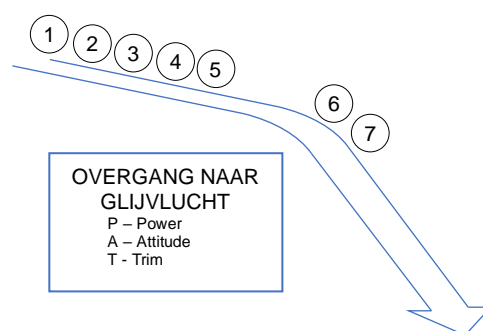 1
2
3
4
5
6
7
OVERGANG NAAR
GLIJVLUCHT
P – Power
A – Attitude
T - Trim